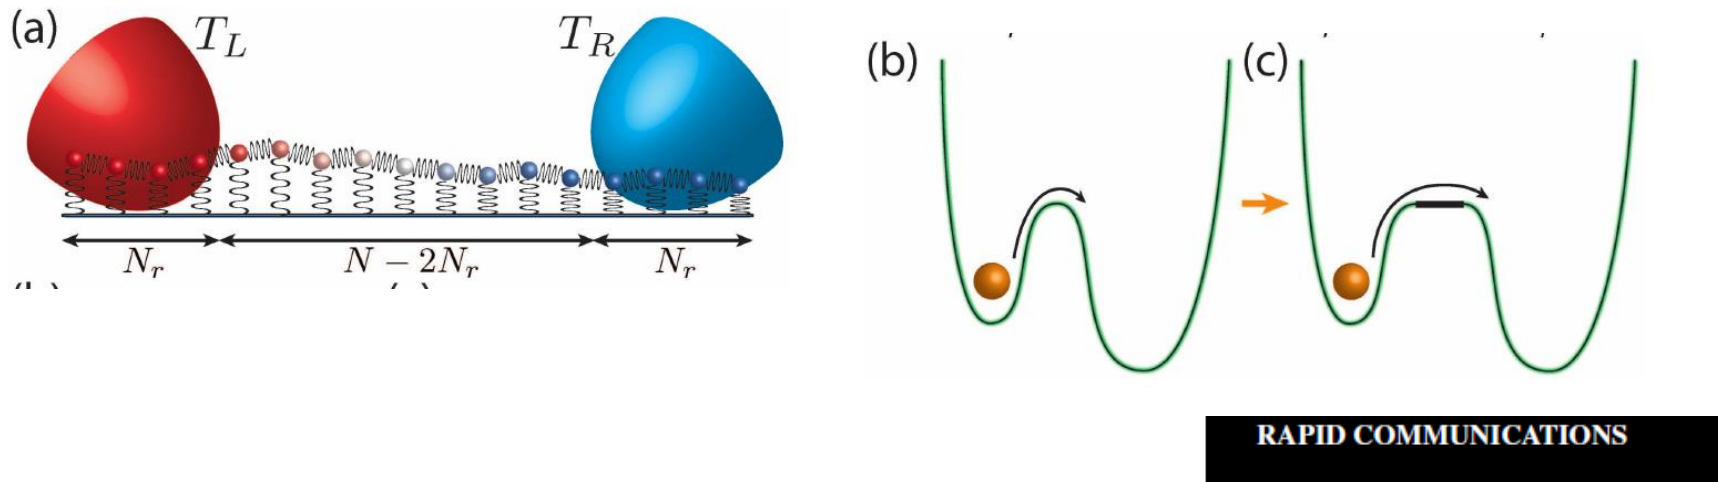 (a) T_L T_R
N_r N − 2N_r N_r
(b) (c)
RAPID COMMUNICATIONS